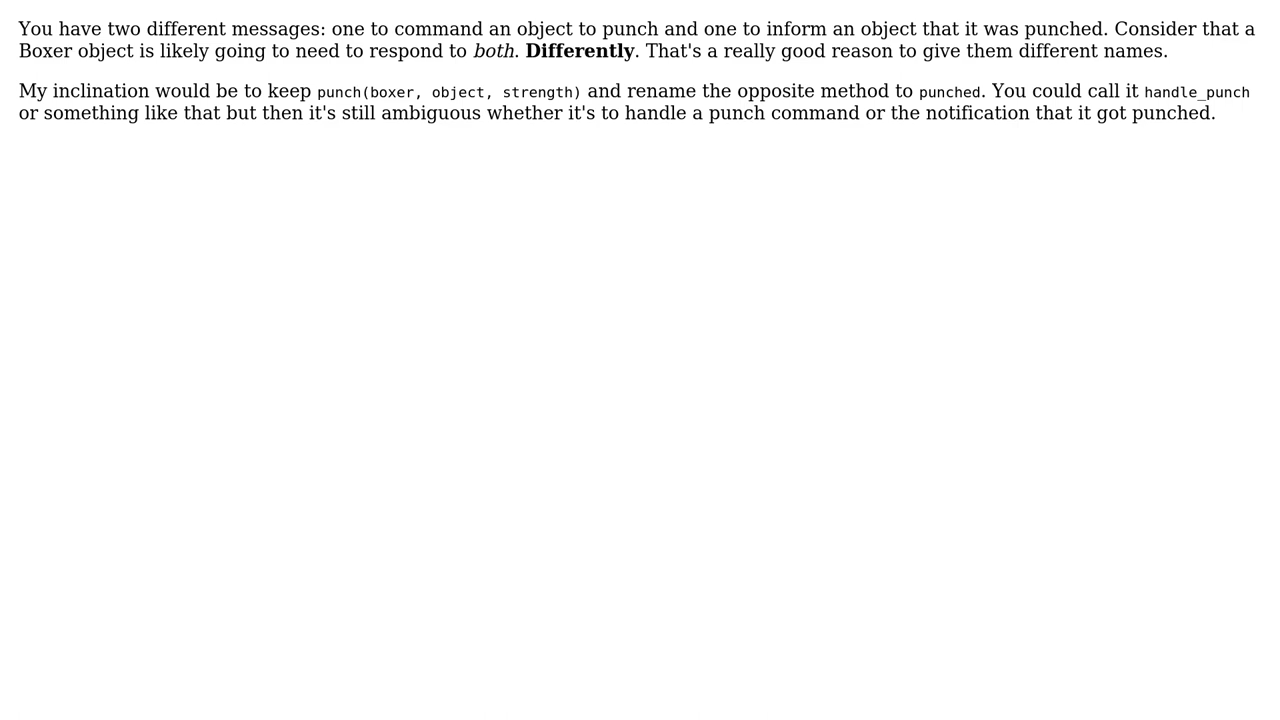 You have two different messages: one to command an object to punch and one to inform an object that it was punched. Consider that a
Boxer object is likely going to need to respond to both. Differently. That's a really good reason to give them different names.
My inclination would be to keep punch(boxer, object, strength) and rename the opposite method to punched. You could call it handle_punch
or something like that but then it's still ambiguous whether it's to handle a punch command or the notification that it got punched.